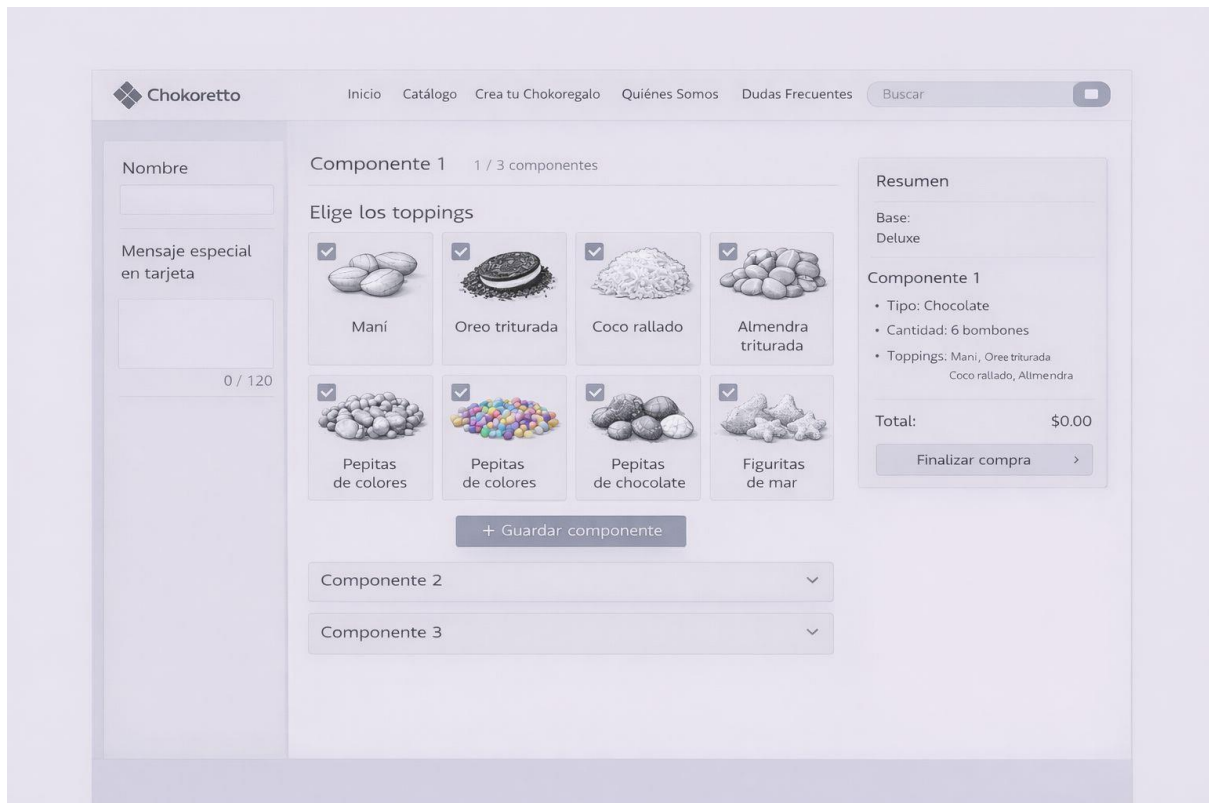 Chokoretto
Inicio Catálogo Crea tu Chokoregalo Quiénes Somos Dudas Frecuentes Buscar
Nombre
Mensaje especial
en tarjeta
0 / 120
Componente 1 1 / 3 componentes
Elige los toppings
Maní
Oreo triturada
Coco rallado
Almendra
triturada
Pepitas
de colores
Pepitas
de colores
Pepitas
de chocolate
Figuritas
de mar
+ Guardar componente
Componente 2
Componente 3
Resumen
Base:
Deluxe
Componente 1
• Tipo: Chocolate
• Cantidad: 6 bombones
• Toppings: Mani, Oree triturada
Coco rallado, Allmendra
Total: $0.00
Finalizar compra ›